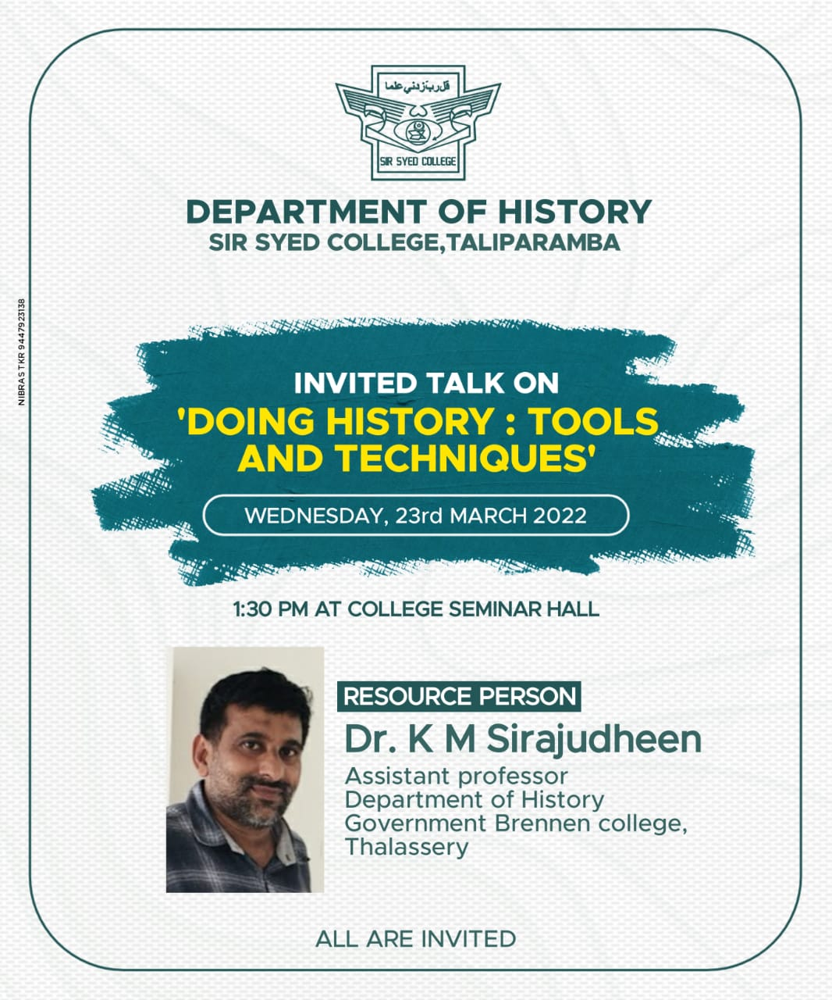 قل رب زدني علما
SIR SYED COLLEGE
DEPARTMENT OF HISTORY
SIR SYED COLLEGE,TALIPARAMBA
NIBRAS TKR 9447923138
INVITED TALK ON
'DOING HISTORY : TOOLS
AND TECHNIQUES'
WEDNESDAY, 23rd MARCH 2022
1:30 PM AT COLLEGE SEMINAR HALL
RESOURCE PERSON
Dr. K M Sirajudheen
Assistant professor
Department of History
Government Brennen college,
Thalassery
ALL ARE INVITED